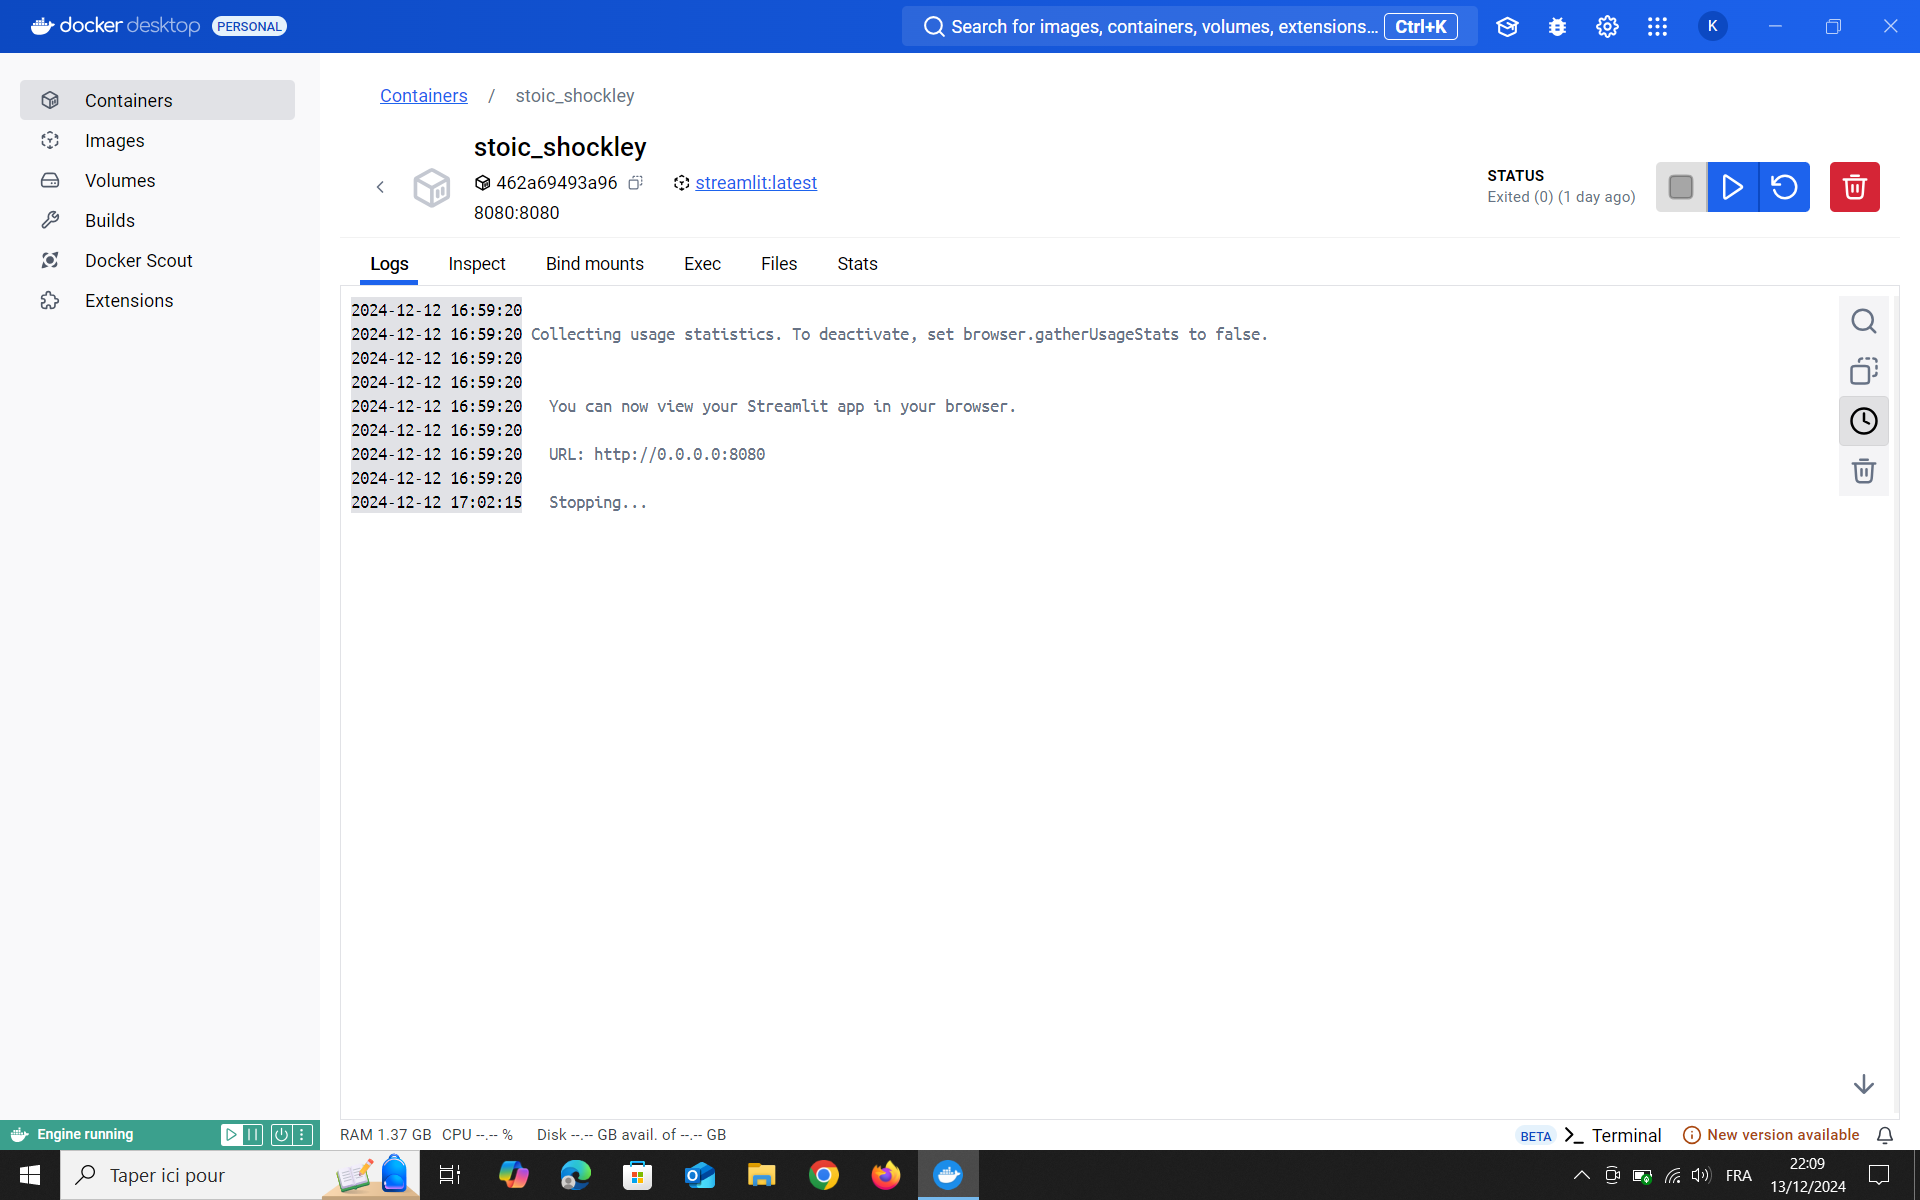 docker desktop PERSONAL
Search for images, containers, volumes, extensions... Ctrl+K
K
Containers
Images
Volumes
Builds
Docker Scout
Extensions
Containers / stoic_shockley
stoic_shockley
462a69493a96 streamlit:latest
8080:8080
STATUS
Exited (0) (1 day ago)
Logs Inspect Bind mounts Exec Files Stats
2024-12-12 16:59:20
2024-12-12 16:59:20 Collecting usage statistics. To deactivate, set browser.gatherUsageStats to false.
2024-12-12 16:59:20
2024-12-12 16:59:20
2024-12-12 16:59:20 You can now view your Streamlit app in your browser.
2024-12-12 16:59:20
2024-12-12 16:59:20 URL: http://0.0.0.0:8080
2024-12-12 16:59:20
2024-12-12 17:02:15 Stopping...
Engine running
RAM 1.37 GB CPU --.-- % Disk --.-- GB avail. of --.-- GB
BETA Terminal New version available
Taper ici pour
FRA
22:09
13/12/2024